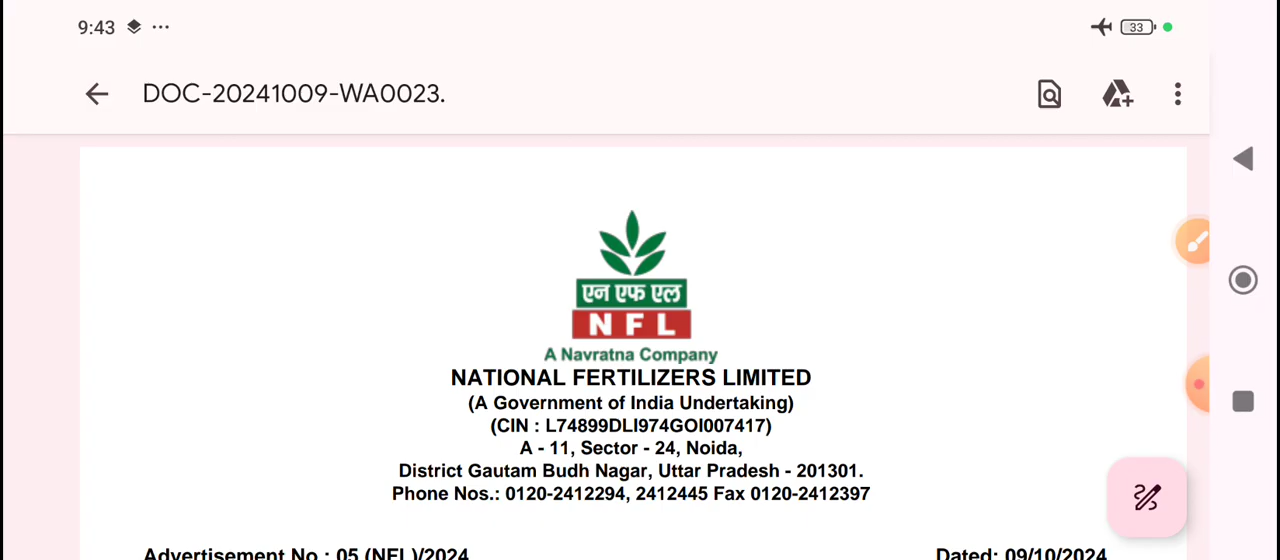 9:43
33
DOC-20241009-WA0023.
एन एफ एल
NFL
A Navratna Company
NATIONAL FERTILIZERS LIMITED
(A Government of India Undertaking)
(CIN : L74899DLI974GOI007417)
A - 11, Sector - 24, Noida,
District Gautam Budh Nagar, Uttar Pradesh - 201301.
Phone Nos.: 0120-2412294, 2412445 Fax 0120-2412397
Advertisement No : 05 (NFL)/2024 Dated: 09/10/2024